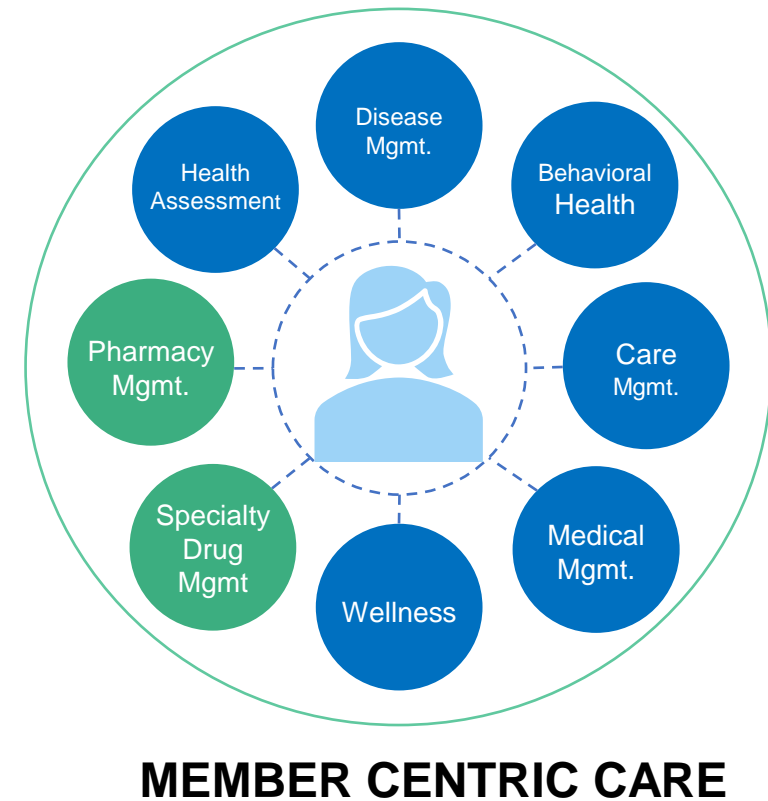 Disease
Mgmt.
Behavioral
Health
Care
Mgmt.
Medical
Mgmt.
Wellness
Specialty
Drug
Mgmt
Pharmacy
Mgmt.
Health
Assessment
MEMBER CENTRIC CARE